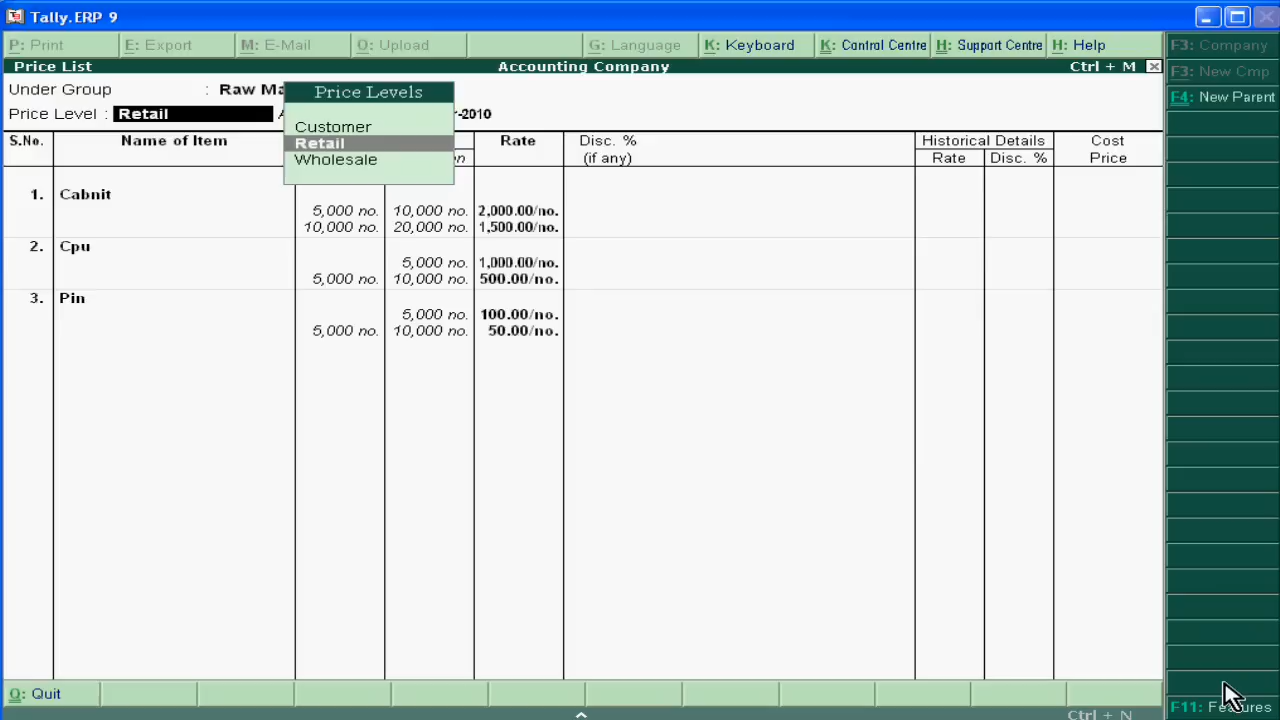 Tally.ERP 9
P: Print E: Export M: E-Mail O: Upload G: Language K: Keyboard K: Control Centre H: Support Centre H: Help F3: Company
Price List Accounting Company Ctrl + M
F3: New Cmp
Under Group : Raw Ma
Price Levels
F4: New Parent
Price Level : Retail -2010
Customer
Retail
Wholesale
S.No. Name of Item Rate Disc. % Historical Details Cost
(if any) Rate Disc. % Price
1. Cabnit
5,000 no. 10,000 no. 2,000.00/no.
10,000 no. 20,000 no. 1,500.00/no.
2. Cpu
5,000 no. 1,000.00/no.
5,000 no. 10,000 no. 500.00/no.
3. Pin
5,000 no. 100.00/no.
5,000 no. 10,000 no. 50.00/no.
Q: Quit
F11: Features
Ctrl + N